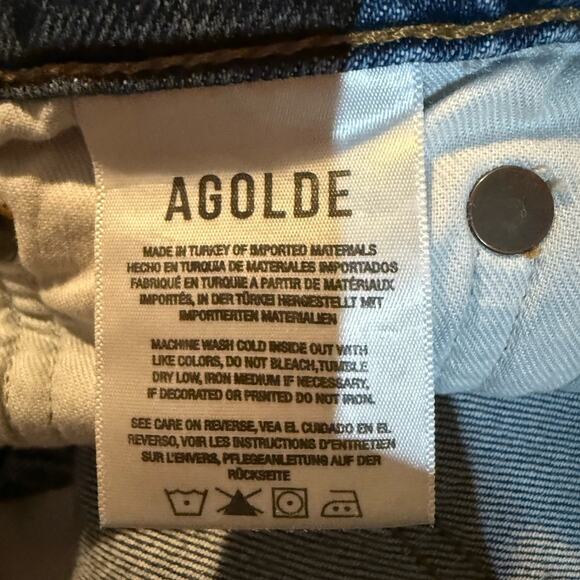 AGOLDE
MADE IN TURKEY OF IMPORTED MATERIALS
HECHO EN TURQUIA DE MATERIALES IMPORTADOS
FABRIQUÉ EN TURQUIE A PARTIR DE MATÉRIAUX
IMPORTÉS, IN DER TÜRKEI HERGESTELLT MIT
IMPORTIERTEN MATERIALIEN
MACHINE WASH COLD INSIDE OUT WITH
LIKE COLORS, DO NOT BLEACH, TUMBLE
DRY LOW, IRON MEDIUM IF NECESSARY,
IF DECORATED OR PRINTED DO NOT IRON.
SEE CARE ON REVERSE, VEA EL CUIDADO EN EL
REVERSO, VOIR LES INSTRUCTIONS D'ENTRETIEN
SUR L'ENVERS, PFLEGEANLEITUNG AUF DER
RÜCKSEITE